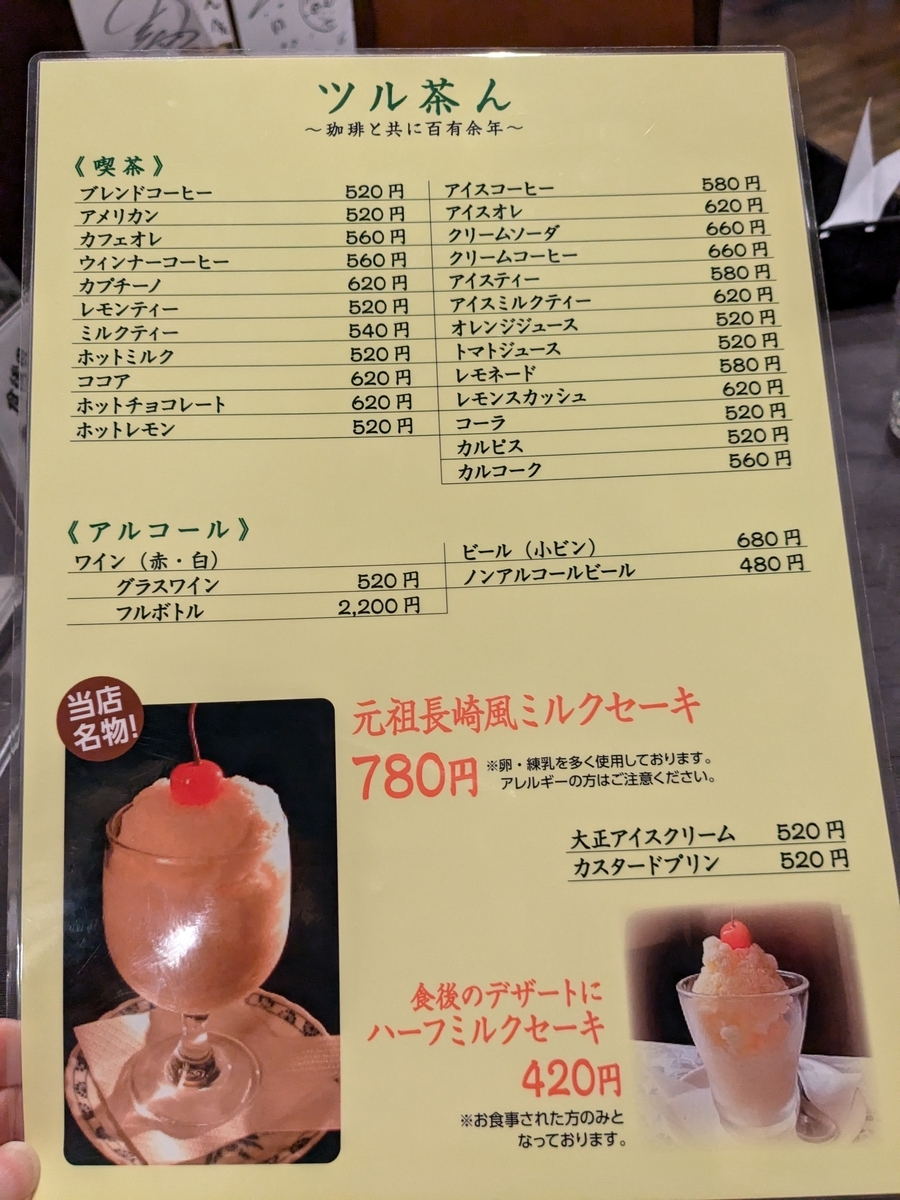 ツル茶ん
～珈琲と共に百有余年～
《喫茶》
ブレンドコーヒー 520円
アメリカン 520円
カフェオレ 560円
ウィンナーコーヒー 560円
カプチーノ 620円
レモンティー 520円
ミルクティー 540円
ホットミルク 520円
ココア 620円
ホットチョコレート 620円
ホットレモン 520円
アイスコーヒー 580円
アイスオレ 620円
クリームソーダ 660円
クリームコーヒー 660円
アイスティー 580円
アイスミルクティー 620円
オレンジジュース 520円
トマトジュース 520円
レモネード 580円
レモンスカッシュ 620円
コーラ 520円
カルピス 520円
カルコーク 560円
《アルコール》
ワイン（赤・白）
グラスワイン 520円
フルボトル 2,200円
ビール（小ビン） 680円
ノンアルコールビール 480円
当店
名物!
元祖長崎風ミルクセーキ
780円
※卵・練乳を多く使用しております。
アレルギーの方はご注意ください。
大正アイスクリーム 520円
カスタードプリン 520円
食後のデザートに
ハーフミルクセーキ
420円
※お食事された方のみと
なっております。